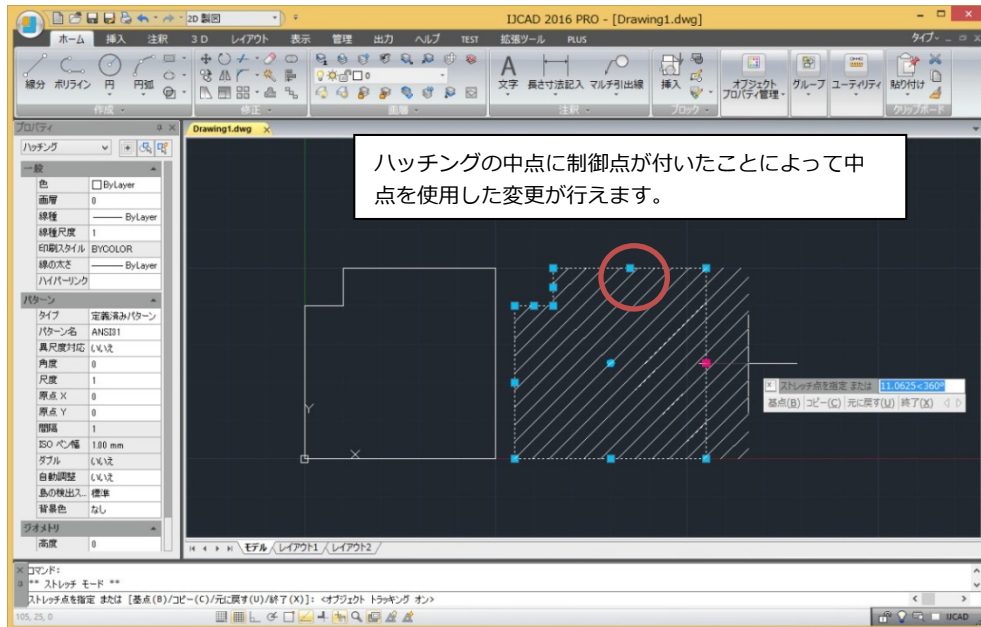 2D 製図
IJCAD 2016 PRO - [Drawing1.dwg]
ホーム 挿入 注釈 3D レイアウト 表示 管理 出力 ヘルプ TEST 拡張ツール PLUS タイプ
線分 ポリライン 円 円弧 0 文字 長さ寸法記入 マルチ引出線 挿入 オブジェクト プロパティ管理 グループ ユーティリティ 貼り付け
作成 修正 画層 注釈 ブロック クリップボード
プロパティ
Drawing1.dwg
ハッチング
ハッチングの中点に制御点が付いたことによって中
点を使用した変更が行えます。
一般
色 ByLayer
画層 0
線種 ByLayer
線種尺度 1
印刷スタイル BYCOLOR
線の太さ ByLayer
ハイパーリンク
パターン
タイプ 定義済みパターン
パターン名 ANSI31
異尺度対応 いいえ
角度 0
尺度 1
原点 X 0
原点 Y 0
間隔 1
ISO ペン幅 1.00 mm
ダブル いいえ
自動調整 いいえ
島の検出ス... 標準
背景色 なし
ジオメトリ
高度 0
Y
X
ストレッチ点を指定 または 11.0625<360°
基点(B) コピー(C) 元に戻す(U) 終了(X)
モデル レイアウト1 レイアウト2
コマンド:
** ストレッチ モード **
ストレッチ点を指定 または [基点(B)/コピー(C)/元に戻す(U)/終了(X)]: <オブジェクト トラッキング オン>
105, 25, 0
IJCAD